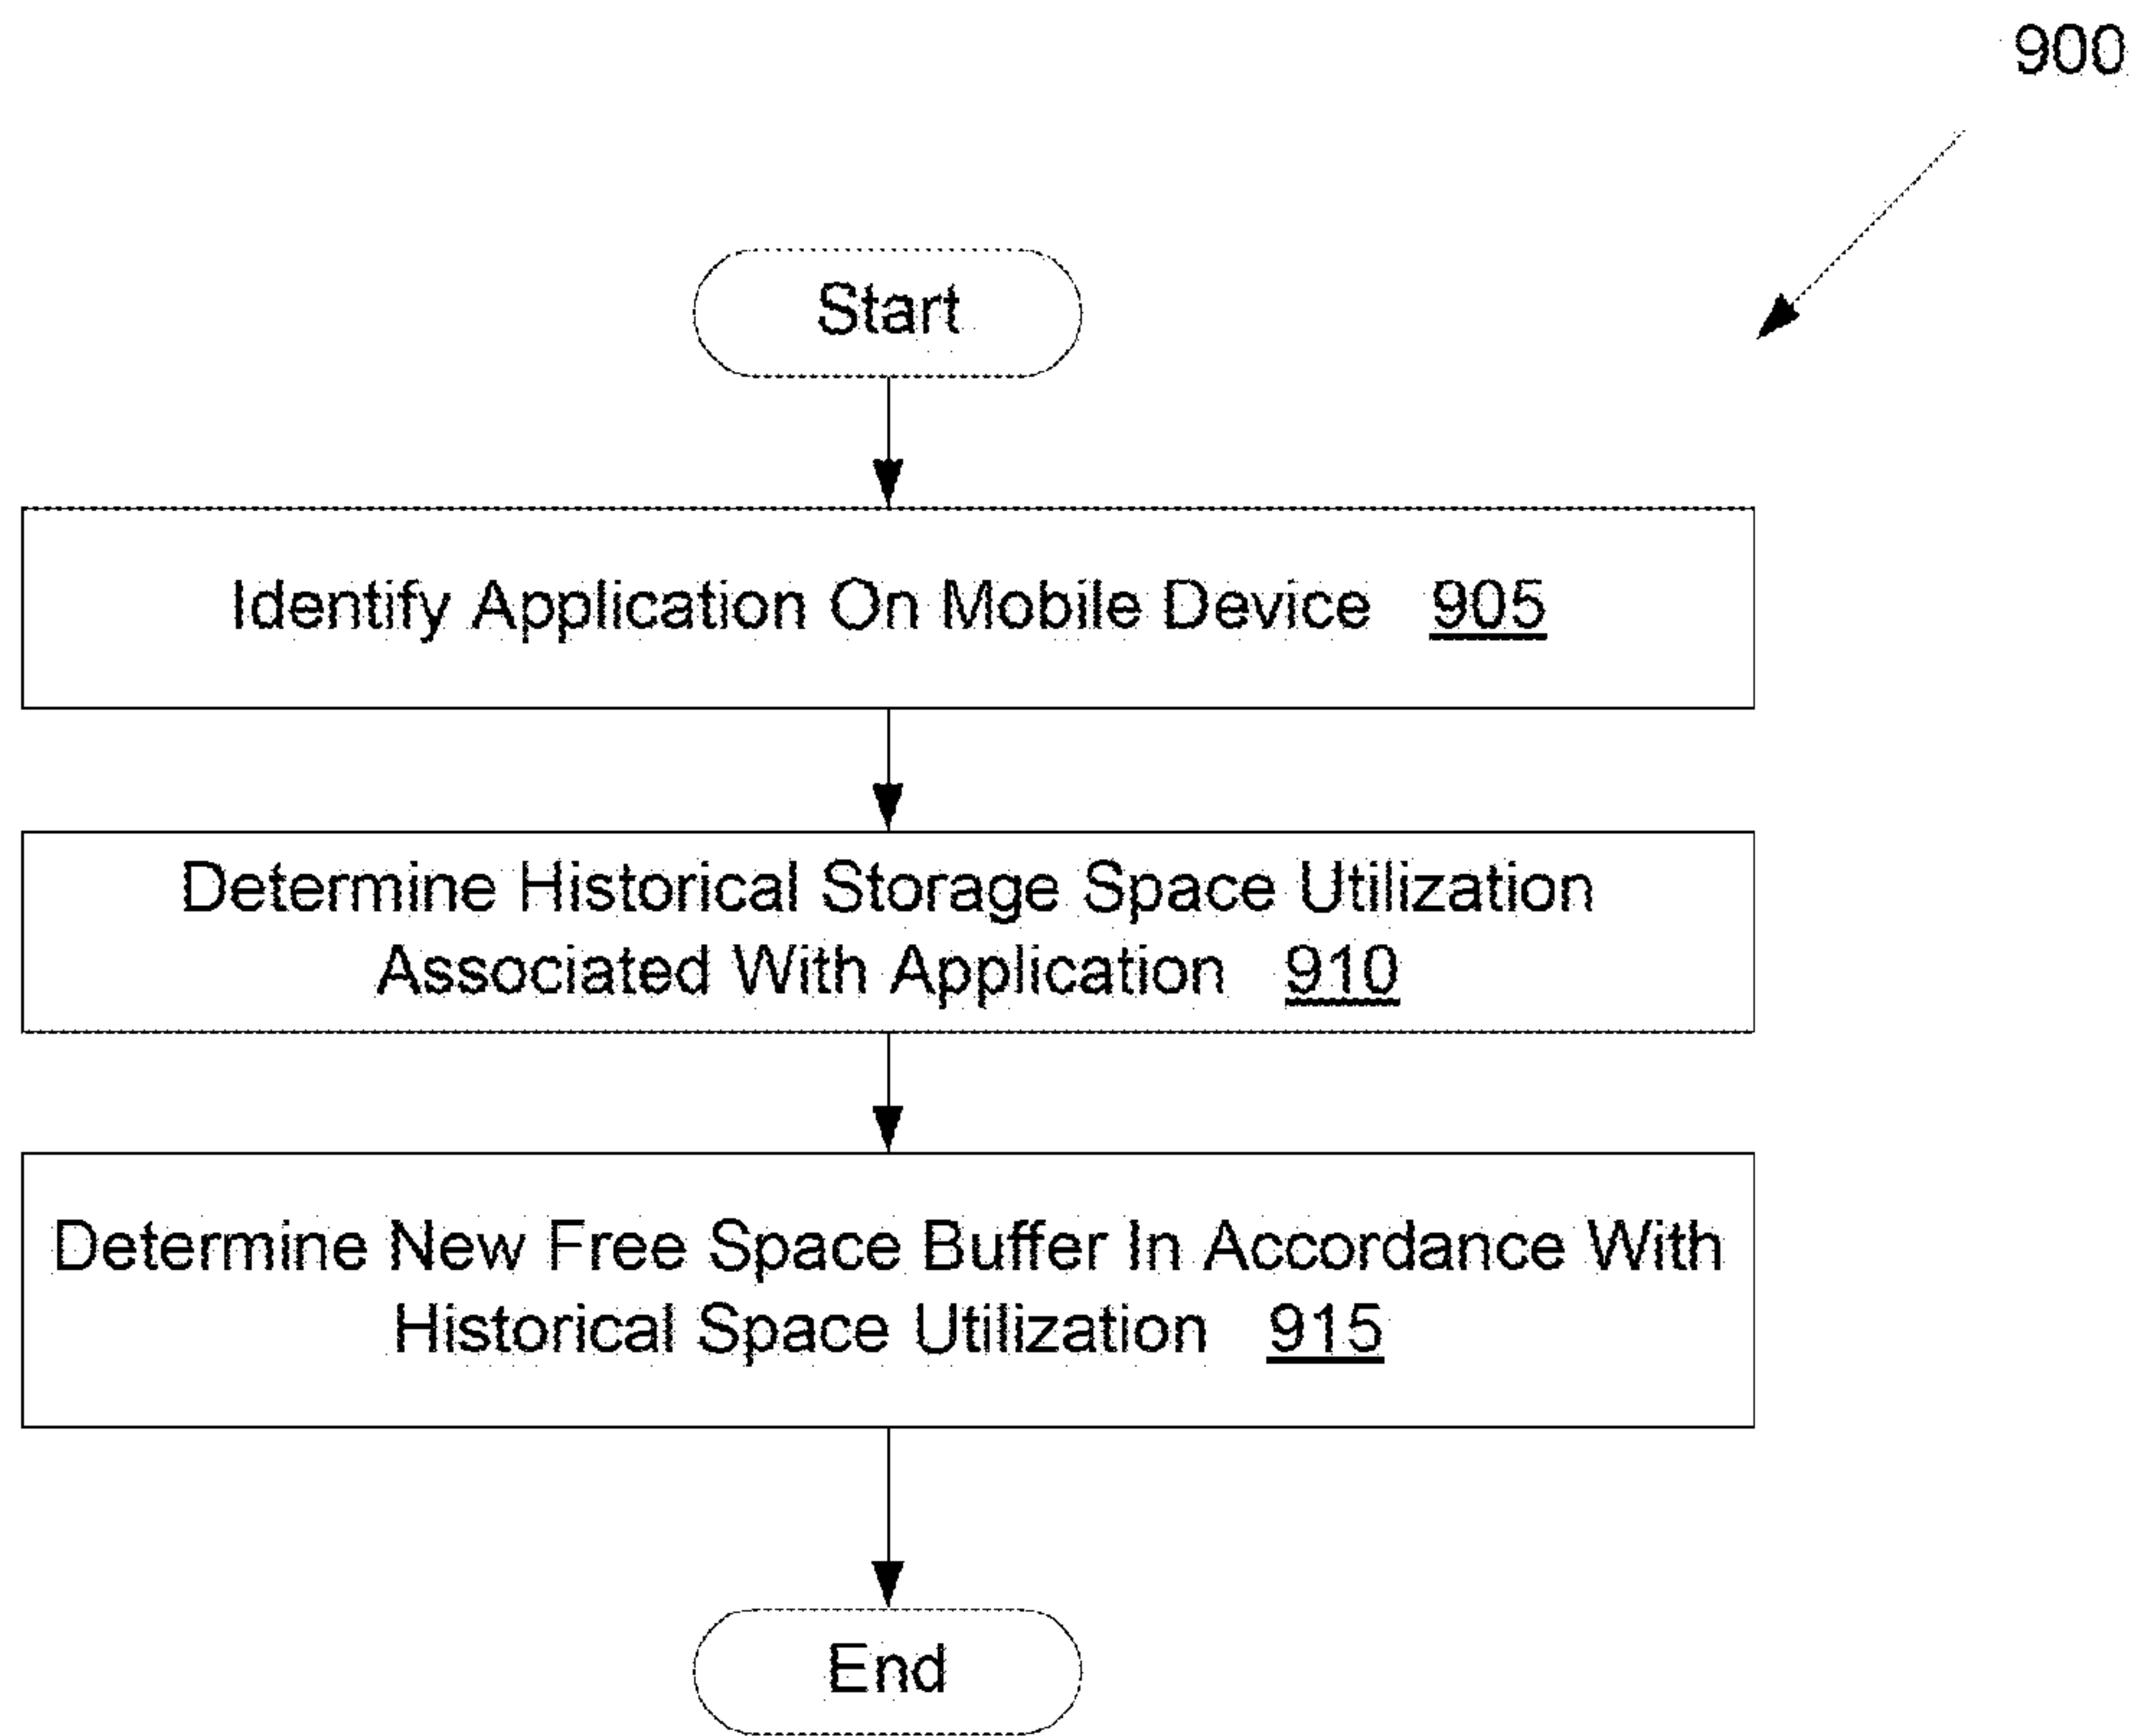 900
Start
Identify Application On Mobile Device 905
Determine Historical Storage Space Utilization
Associated With Application 910
Determine New Free Space Buffer In Accordance With
Historical Space Utilization 915
End